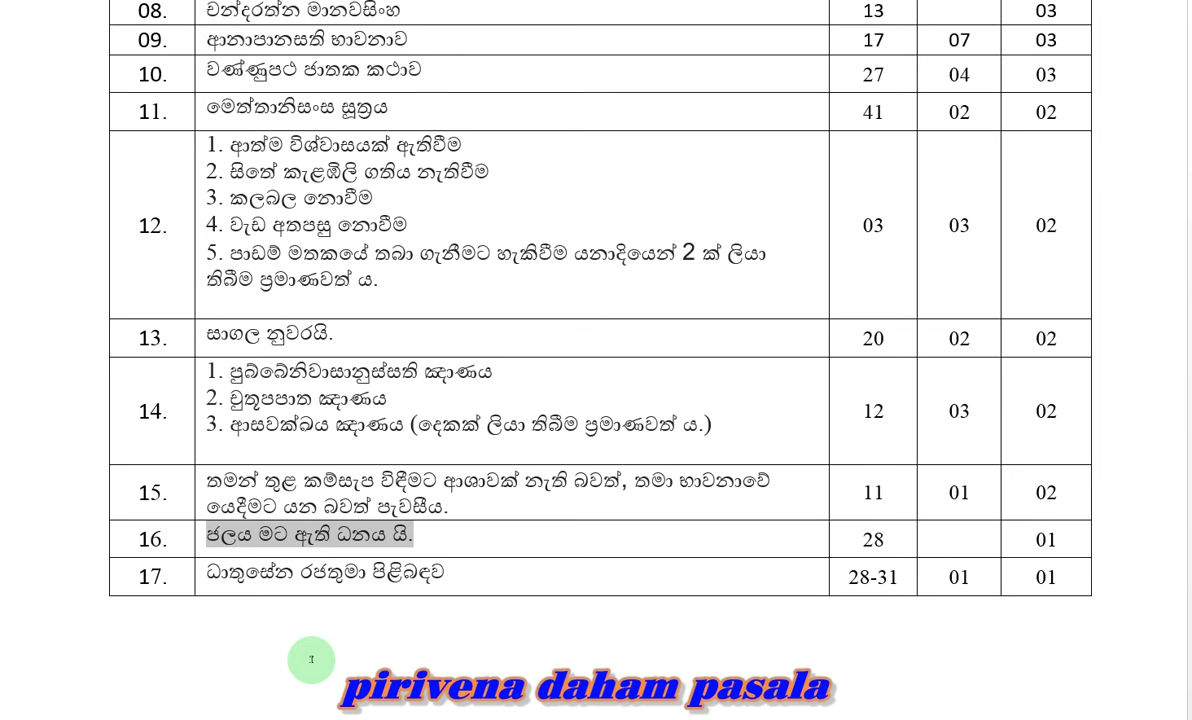 08. චන්දරත්න මානවසිංහ 13 03
09. ආනාපානසති භාවනාව 17 07 03
10. වණ්ණුපථ ජාතක කථාව 27 04 03
11. මෙත්තානිසංස සූත්‍රය 41 02 02
12. 1. ආත්ම විශ්වාසයක් ඇතිවීම 03 03 02
2. සිතේ කැළඹිලි ගතිය නැතිවීම
3. කලබල නොවීම
4. වැඩ අතපසු නොවීම
5. පාඩම් මතකයේ තබා ගැනීමට හැකිවීම යනාදියෙන් 2 ක් ලියා
තිබීම ප්‍රමාණවත් ය.
13. සාගල නුවරයි. 20 02 02
14. 1. පුබ්බේනිවාසානුස්සති ඤාණය 12 03 02
2. චුතූපපාත ඤාණය
3. ආසවක්ඛය ඤාණය (දෙකක් ලියා තිබීම ප්‍රමාණවත් ය.)
15. තමන් තුළ කම්සැප විඳීමට ආශාවක් නැති බවත්, තමා භාවනාවේ 11 01 02
යෙදීමට යන බවත් පැවසීය.
16. ජලය මට ඇති ධනය යි. 28 01
17. ධාතුසේන රජතුමා පිළිබඳව 28-31 01 01
pirivena daham pasala